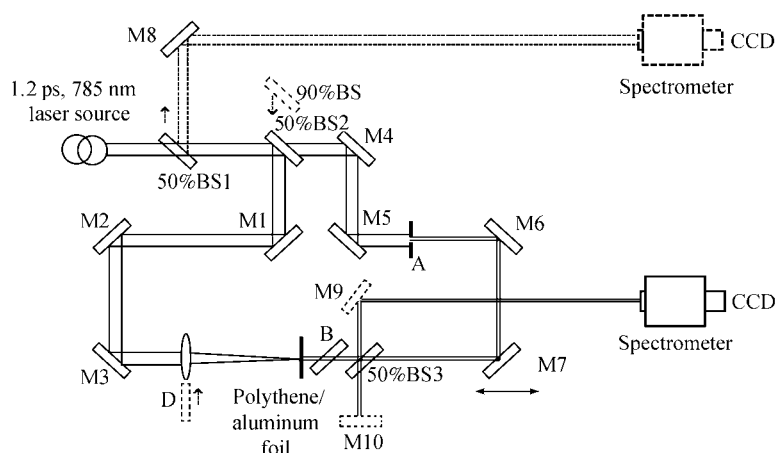 M8
CCD
Spectrometer
1.2 ps, 785 nm
laser source
90%BS
50%BS2
M4
50%BS1
M2
M1
M5
M6
A
M9
CCD
B
Spectrometer
M3
50%BS3
M7
D
Polythene/
aluminum
foil
M10